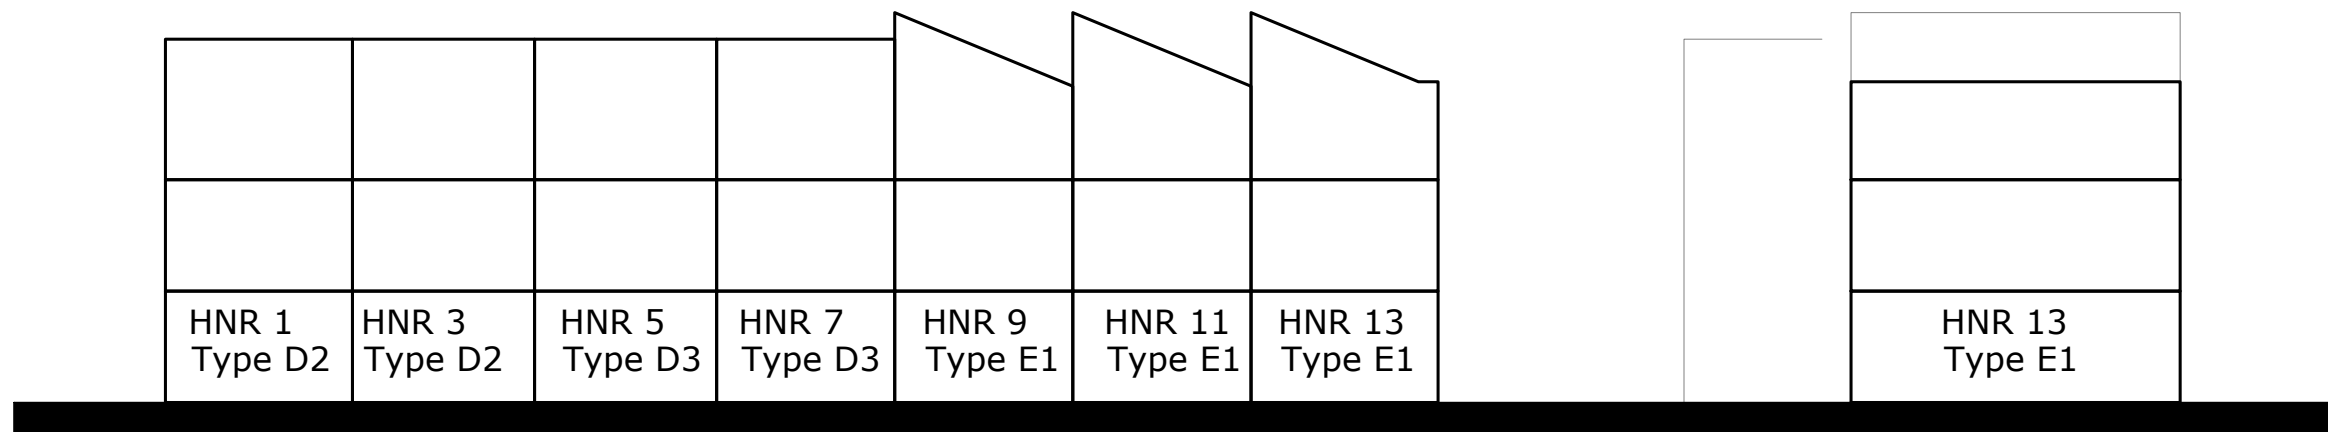 HNR 1
Type D2
HNR 3
Type D2
HNR 5
Type D3
HNR 7
Type D3
HNR 9
Type E1
HNR 11
Type E1
HNR 13
Type E1
HNR 13
Type E1